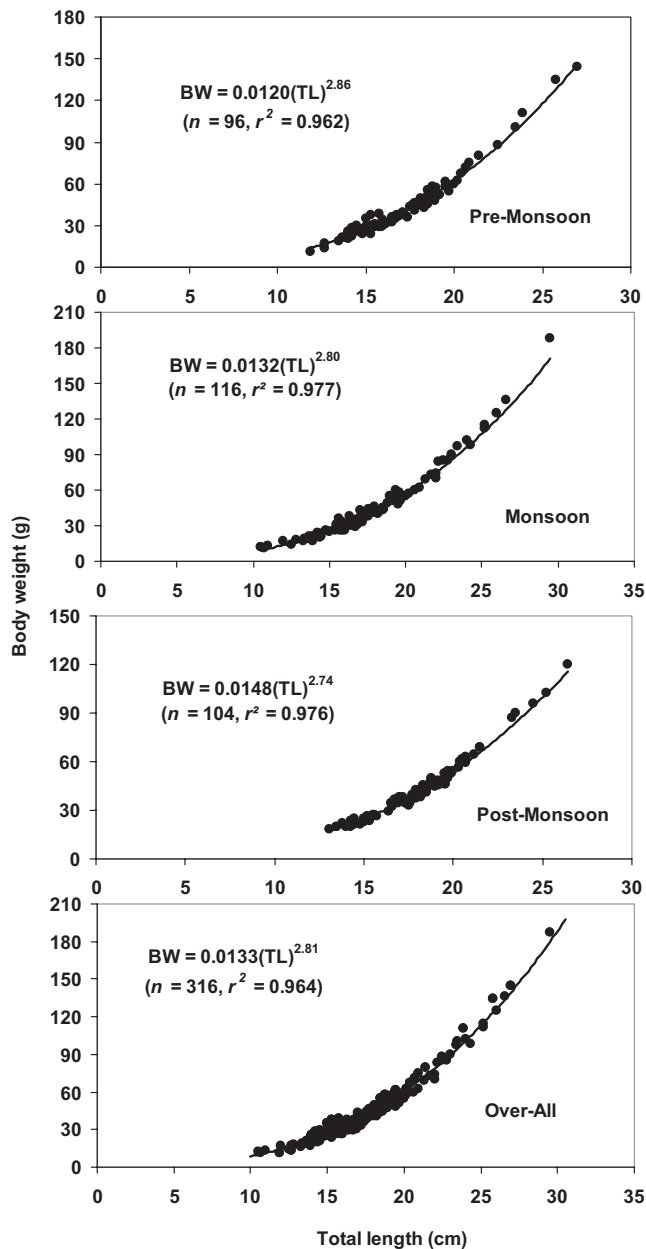 180
150
120
90
60
30
0
BW = 0.0120(TL)^2.86
(n = 96, r² = 0.962)
Pre-Monsoon
0 5 10 15 20 25 30
210
180
150
120
90
60
30
0
BW = 0.0132(TL)^2.80
(n = 116, r² = 0.977)
Monsoon
0 5 10 15 20 25 30 35
Body weight (g)
150
120
90
60
30
0
BW = 0.0148(TL)^2.74
(n = 104, r² = 0.976)
Post-Monsoon
0 5 10 15 20 25 30
210
180
150
120
90
60
30
0
BW = 0.0133(TL)^2.81
(n = 316, r² = 0.964)
Over-All
0 5 10 15 20 25 30 35
Total length (cm)